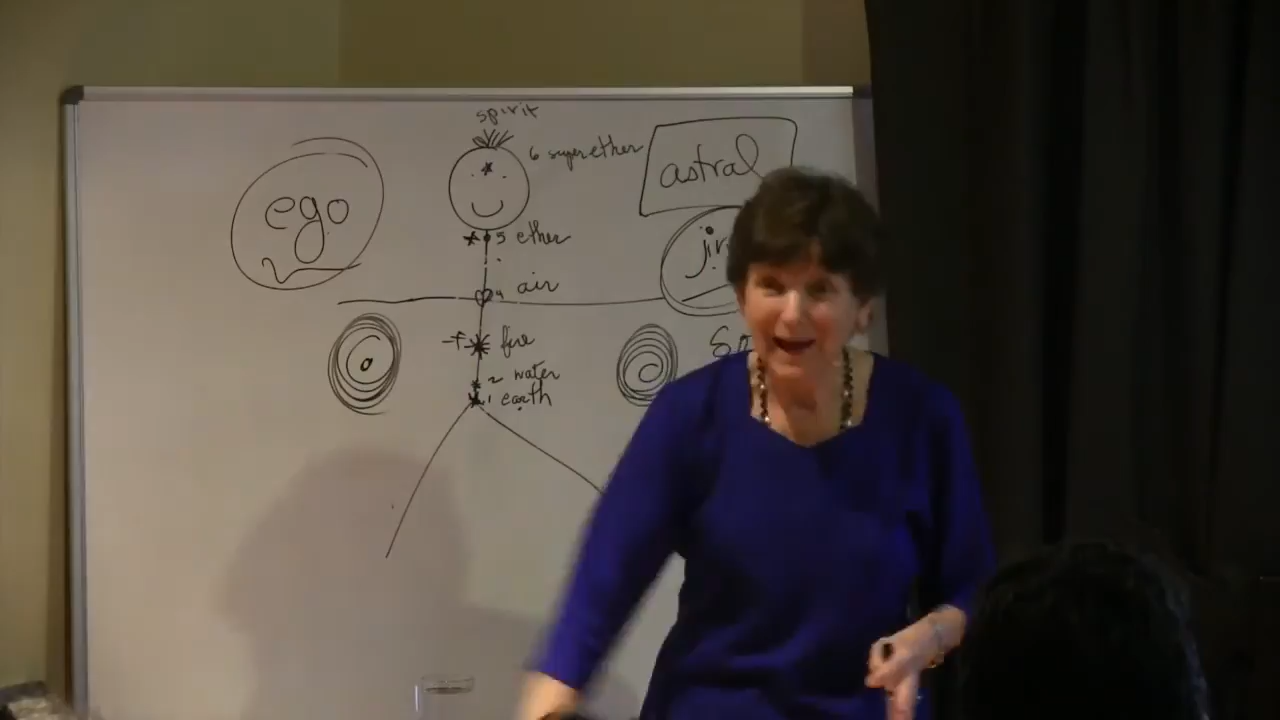 spirit
6 superether
astral
ego
5 ether
air
4
fire
2 water
1 earth